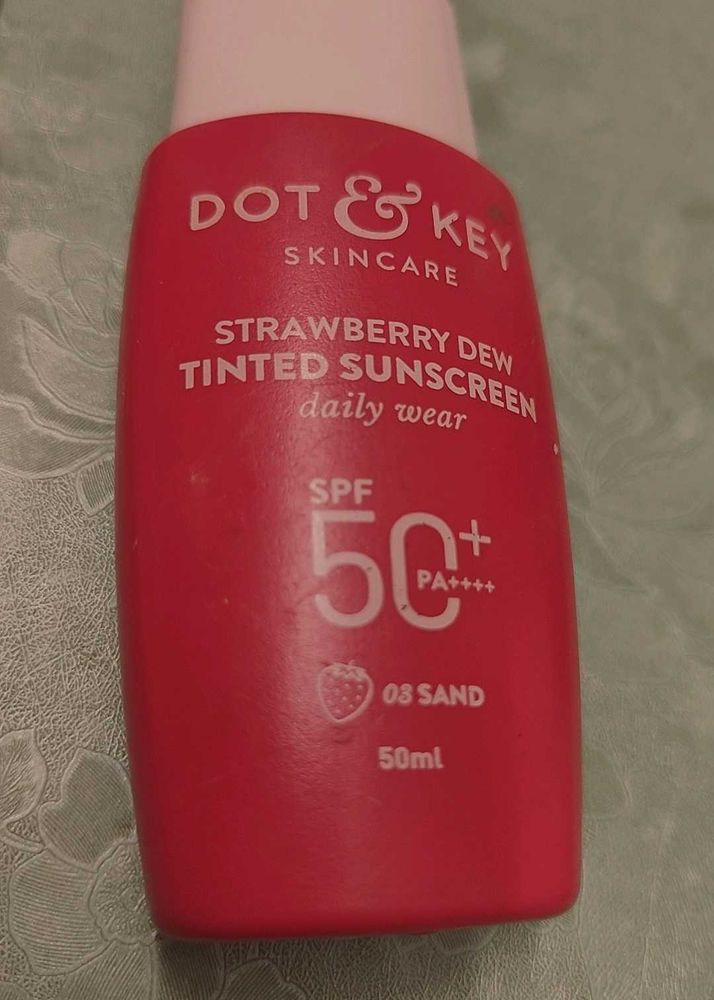 DOT & KEY
SKINCARE
STRAWBERRY DEW
TINTED SUNSCREEN
daily wear
SPF
50+
PA++++
03 SAND
50ml